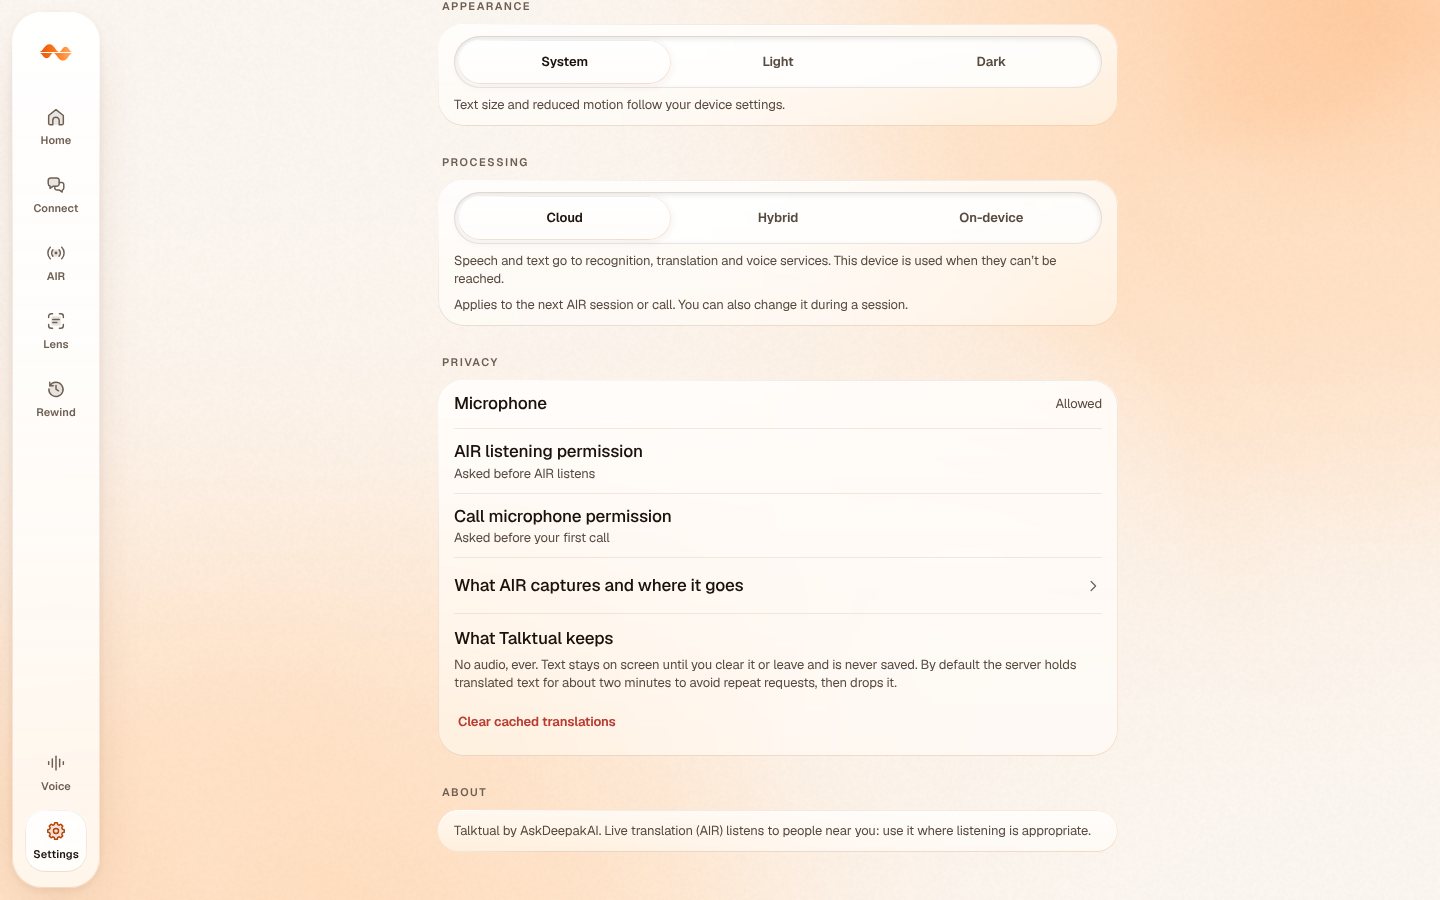 APPEARANCE
System
Light
Dark
Text size and reduced motion follow your device settings.
PROCESSING
Cloud
Hybrid
On-device
Speech and text go to recognition, translation and voice services. This device is used when they can't be
reached.
Applies to the next AIR session or call. You can also change it during a session.
PRIVACY
Microphone
Allowed
AIR listening permission
Asked before AIR listens
Call microphone permission
Asked before your first call
What AIR captures and where it goes
What Talktual keeps
No audio, ever. Text stays on screen until you clear it or leave and is never saved. By default the server holds
translated text for about two minutes to avoid repeat requests, then drops it.
Clear cached translations
ABOUT
Talktual by AskDeepakAI. Live translation (AIR) listens to people near you: use it where listening is appropriate.
Home
Connect
AIR
Lens
Rewind
Voice
Settings